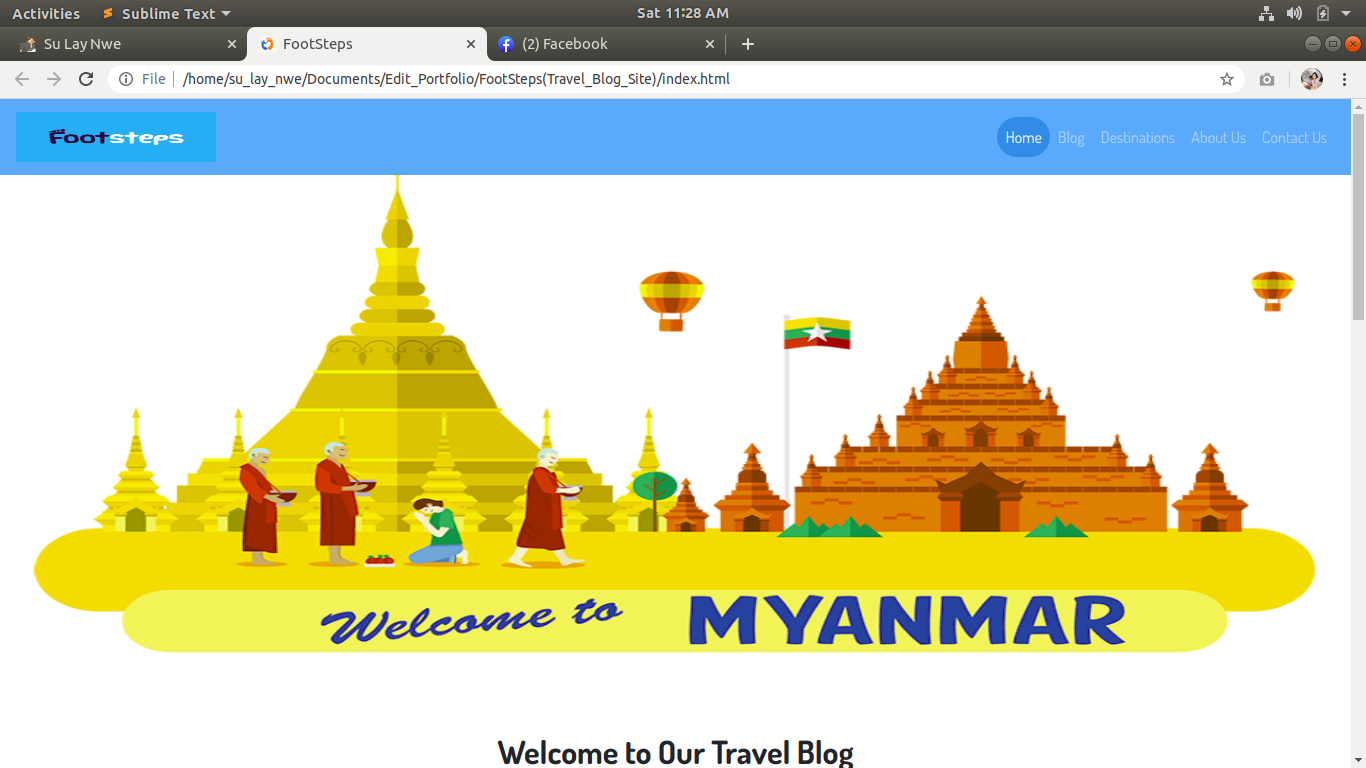 Activities Sublime Text Sat 11:28 AM
Su Lay Nwe FootSteps (2) Facebook
File /home/su_lay_nwe/Documents/Edit_Portfolio/FootSteps(Travel_Blog_Site)/index.html
Footsteps Home Blog Destinations About Us Contact Us
Welcome to MYANMAR
Welcome to Our Travel Blog